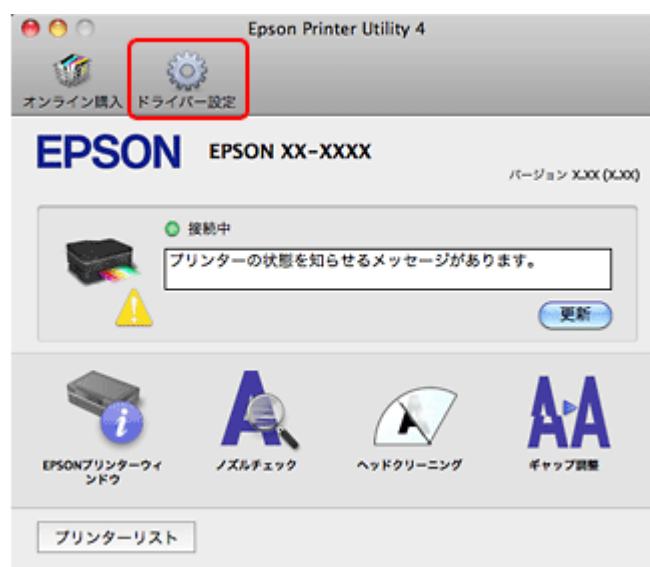 Epson Printer Utility 4
オンライン購入 ドライバー設定
EPSON EPSON XX-XXXX
バージョン X.XX (X.XX)
接続中
プリンターの状態を知らせるメッセージがあります。
更新
EPSONプリンターウィ
ンドウ
ノズルチェック
ヘッドクリーニング
ギャップ調整
プリンターリスト